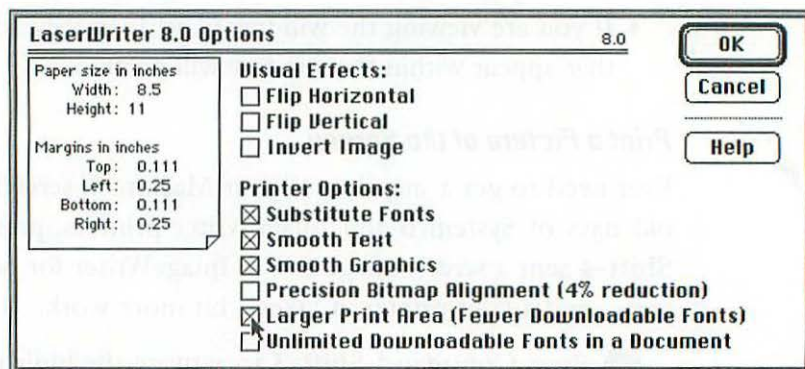 LaserWriter 8.0 Options
8.0
OK
Cancel
Help
Paper size in inches
Width: 8.5
Height: 11
Margins in inches
Top: 0.111
Left: 0.25
Bottom: 0.111
Right: 0.25
Visual Effects:
Flip Horizontal
Flip Vertical
Invert Image
Printer Options:
Substitute Fonts
Smooth Text
Smooth Graphics
Precision Bitmap Alignment (4% reduction)
Larger Print Area (Fewer Downloadable Fonts)
Unlimited Downloadable Fonts in a Document